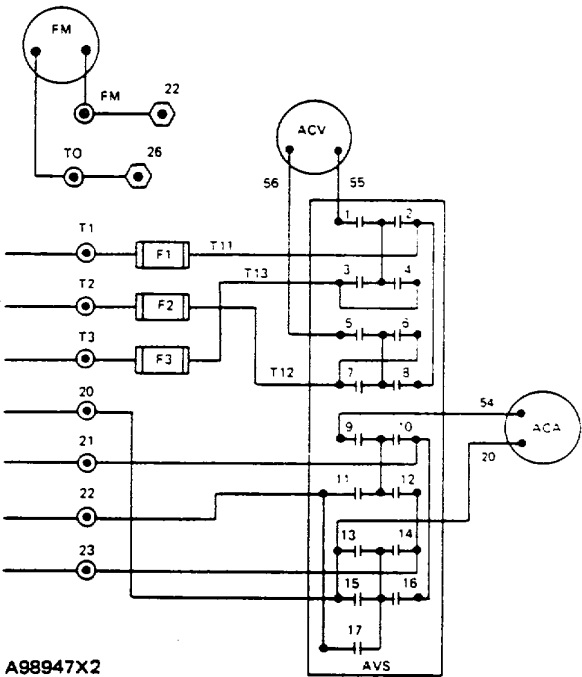 FM
FM 22
TO 26
ACV
56 55
1 2
T1 F1 T11
T13 3 4
T2 F2
5 6
T3 F3
T12 7 8
20
54
ACA
9 10
21
20
11 12
22
13 14
23
15 16
17
AVS
A98947X2